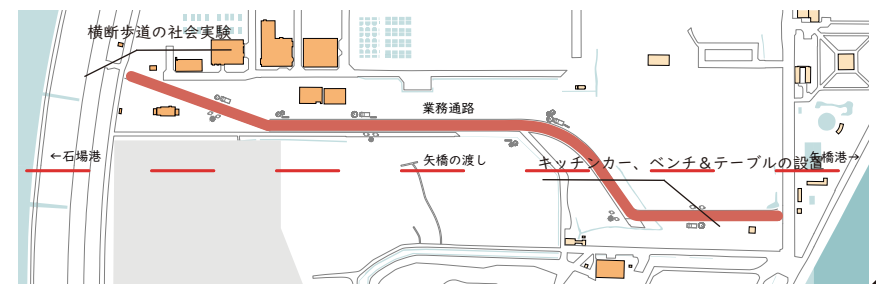 横断歩道の社会実験
業務通路
←石場港
矢橋の渡し
キッチンカー、ベンチ&テーブルの設置
矢橋港→